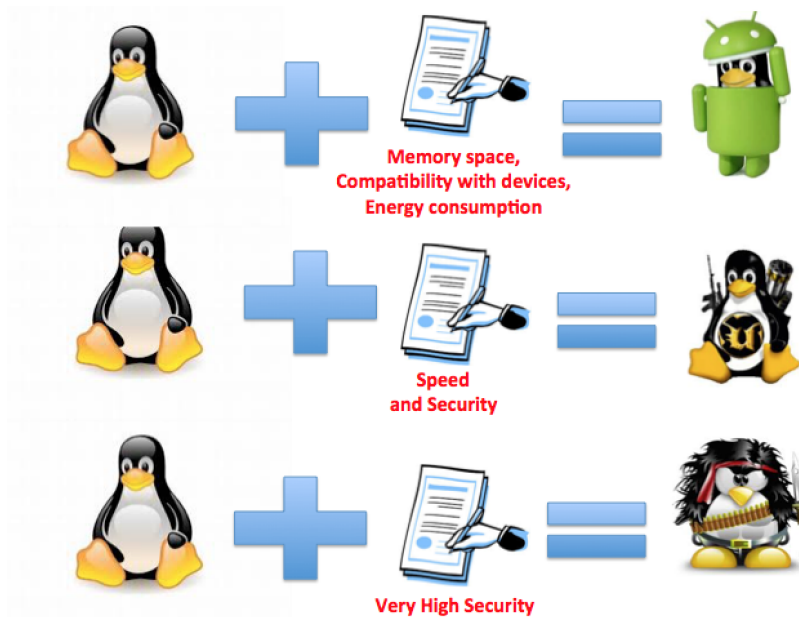 Memory space,
Compatibility with devices,
Energy consumption
Speed
and Security
Very High Security